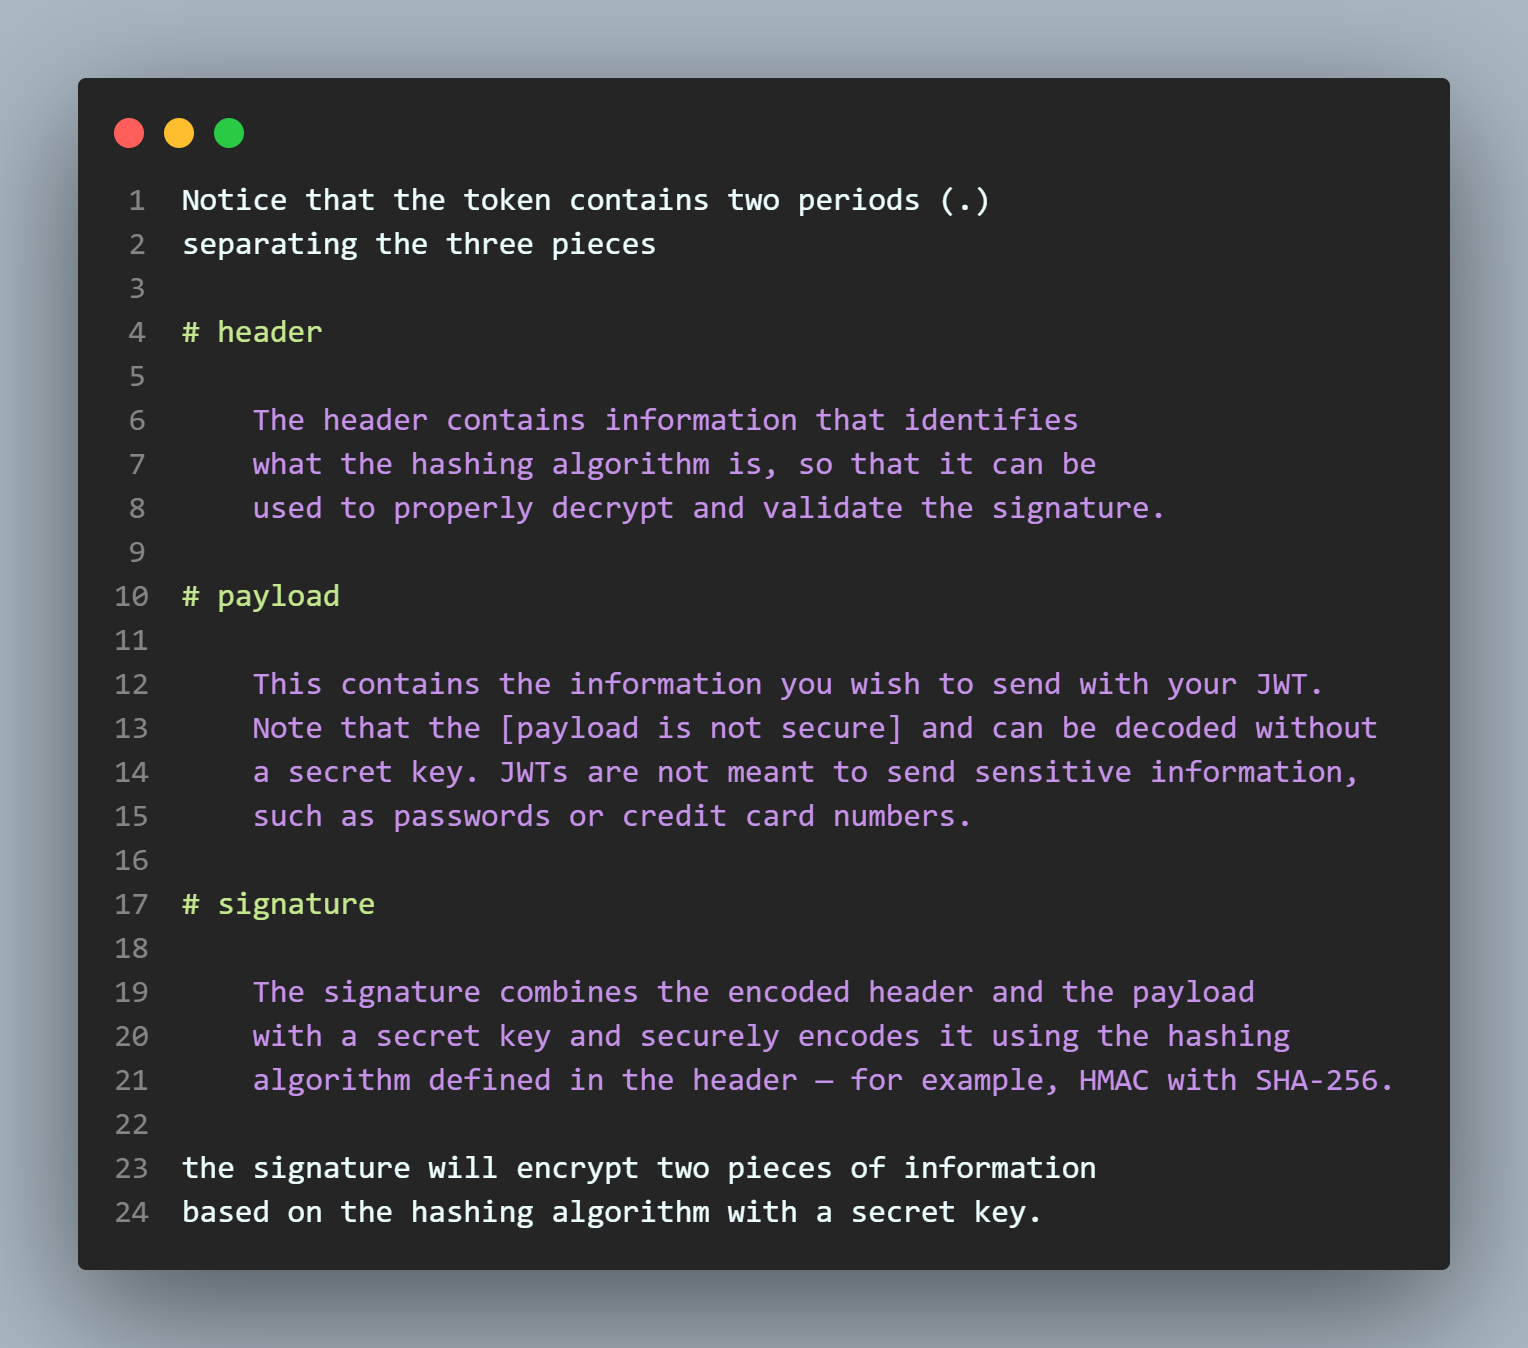 1 Notice that the token contains two periods (.)
2 separating the three pieces
3
4 # header
5
6 The header contains information that identifies
7 what the hashing algorithm is, so that it can be
8 used to properly decrypt and validate the signature.
9
10 # payload
11
12 This contains the information you wish to send with your JWT.
13 Note that the [payload is not secure] and can be decoded without
14 a secret key. JWTs are not meant to send sensitive information,
15 such as passwords or credit card numbers.
16
17 # signature
18
19 The signature combines the encoded header and the payload
20 with a secret key and securely encodes it using the hashing
21 algorithm defined in the header — for example, HMAC with SHA-256.
22
23 the signature will encrypt two pieces of information
24 based on the hashing algorithm with a secret key.